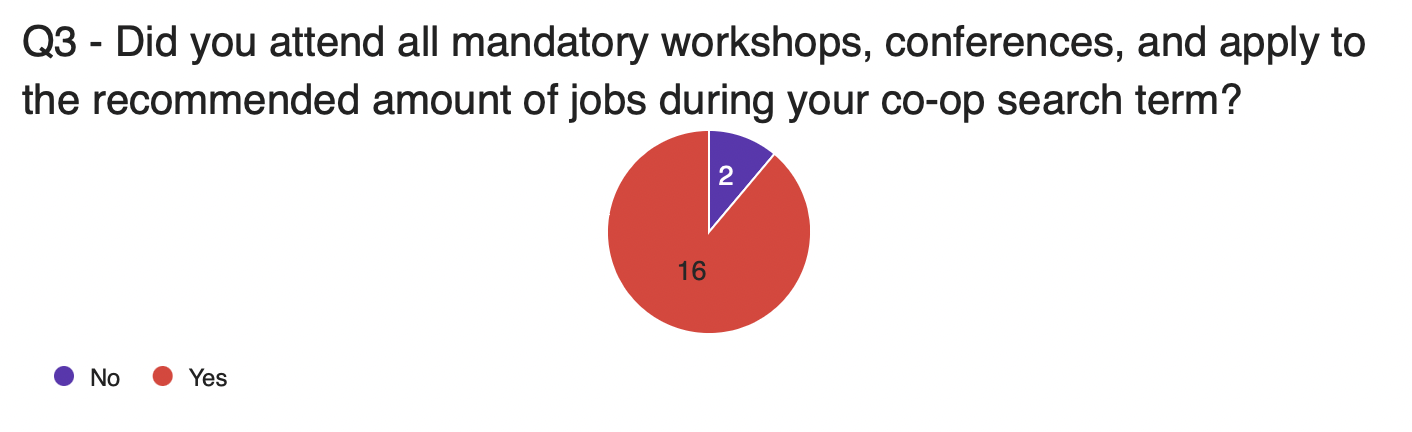 Q3 - Did you attend all mandatory workshops, conferences, and apply to
the recommended amount of jobs during your co-op search term?
2
16
No
Yes